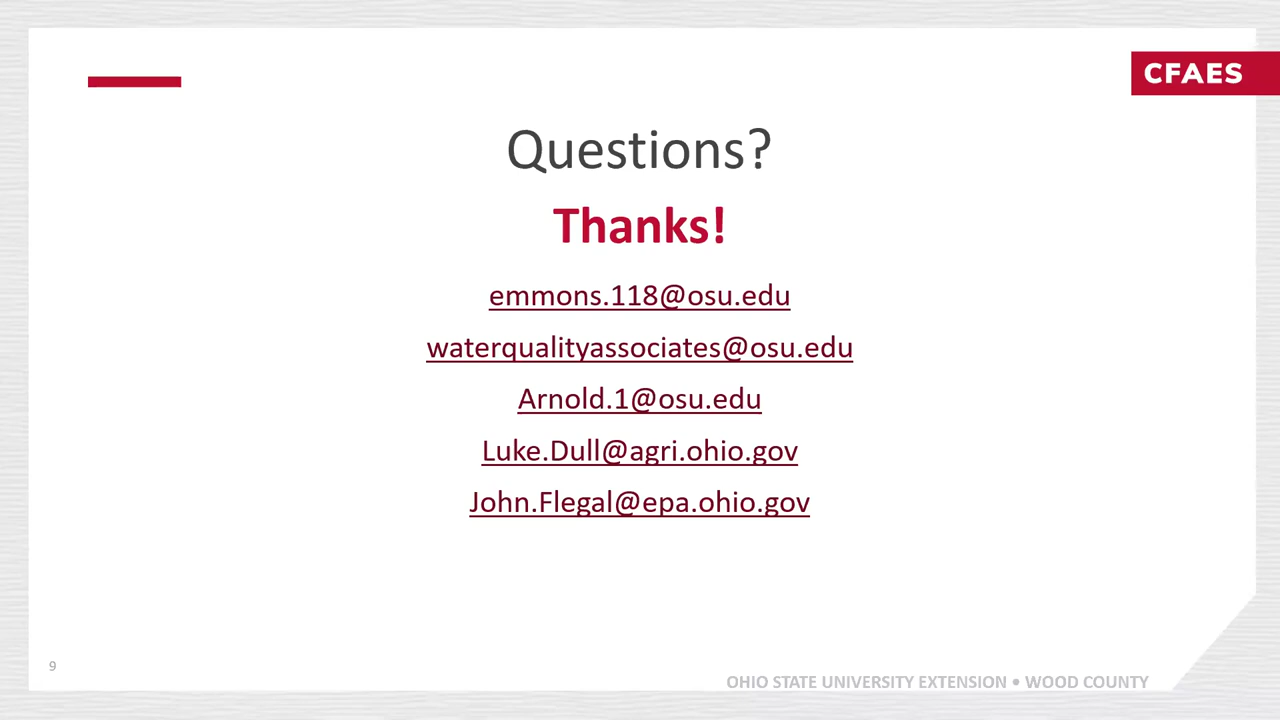 CFAES
Questions?
Thanks!
emmons.118@osu.edu
waterqualityassociates@osu.edu
Arnold.1@osu.edu
Luke.Dull@agri.ohio.gov
John.Flegal@epa.ohio.gov
9
OHIO STATE UNIVERSITY EXTENSION • WOOD COUNTY